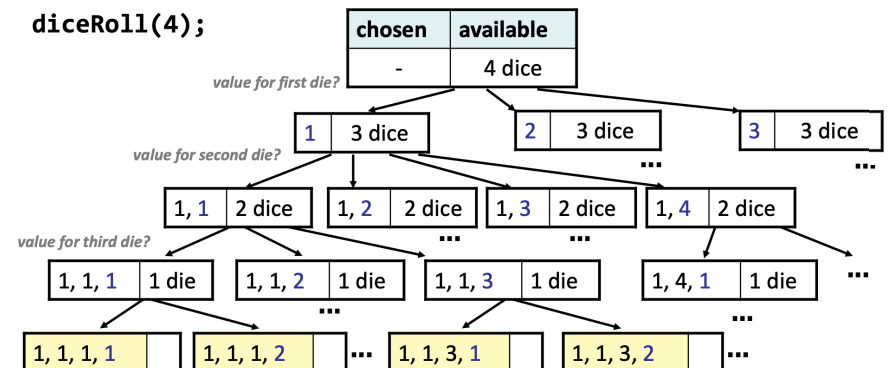 diceRoll(4);
chosen available
- 4 dice
value for first die?
1 3 dice
2 3 dice
3 3 dice
...
...
value for second die?
1, 1 2 dice
1, 2 2 dice
1, 3 2 dice
1, 4 2 dice
...
...
value for third die?
...
1, 1, 1 1 die
1, 1, 2 1 die
1, 1, 3 1 die
1, 4, 1 1 die
...
...
1, 1, 1, 1
1, 1, 1, 2
...
1, 1, 3, 1
1, 1, 3, 2
...